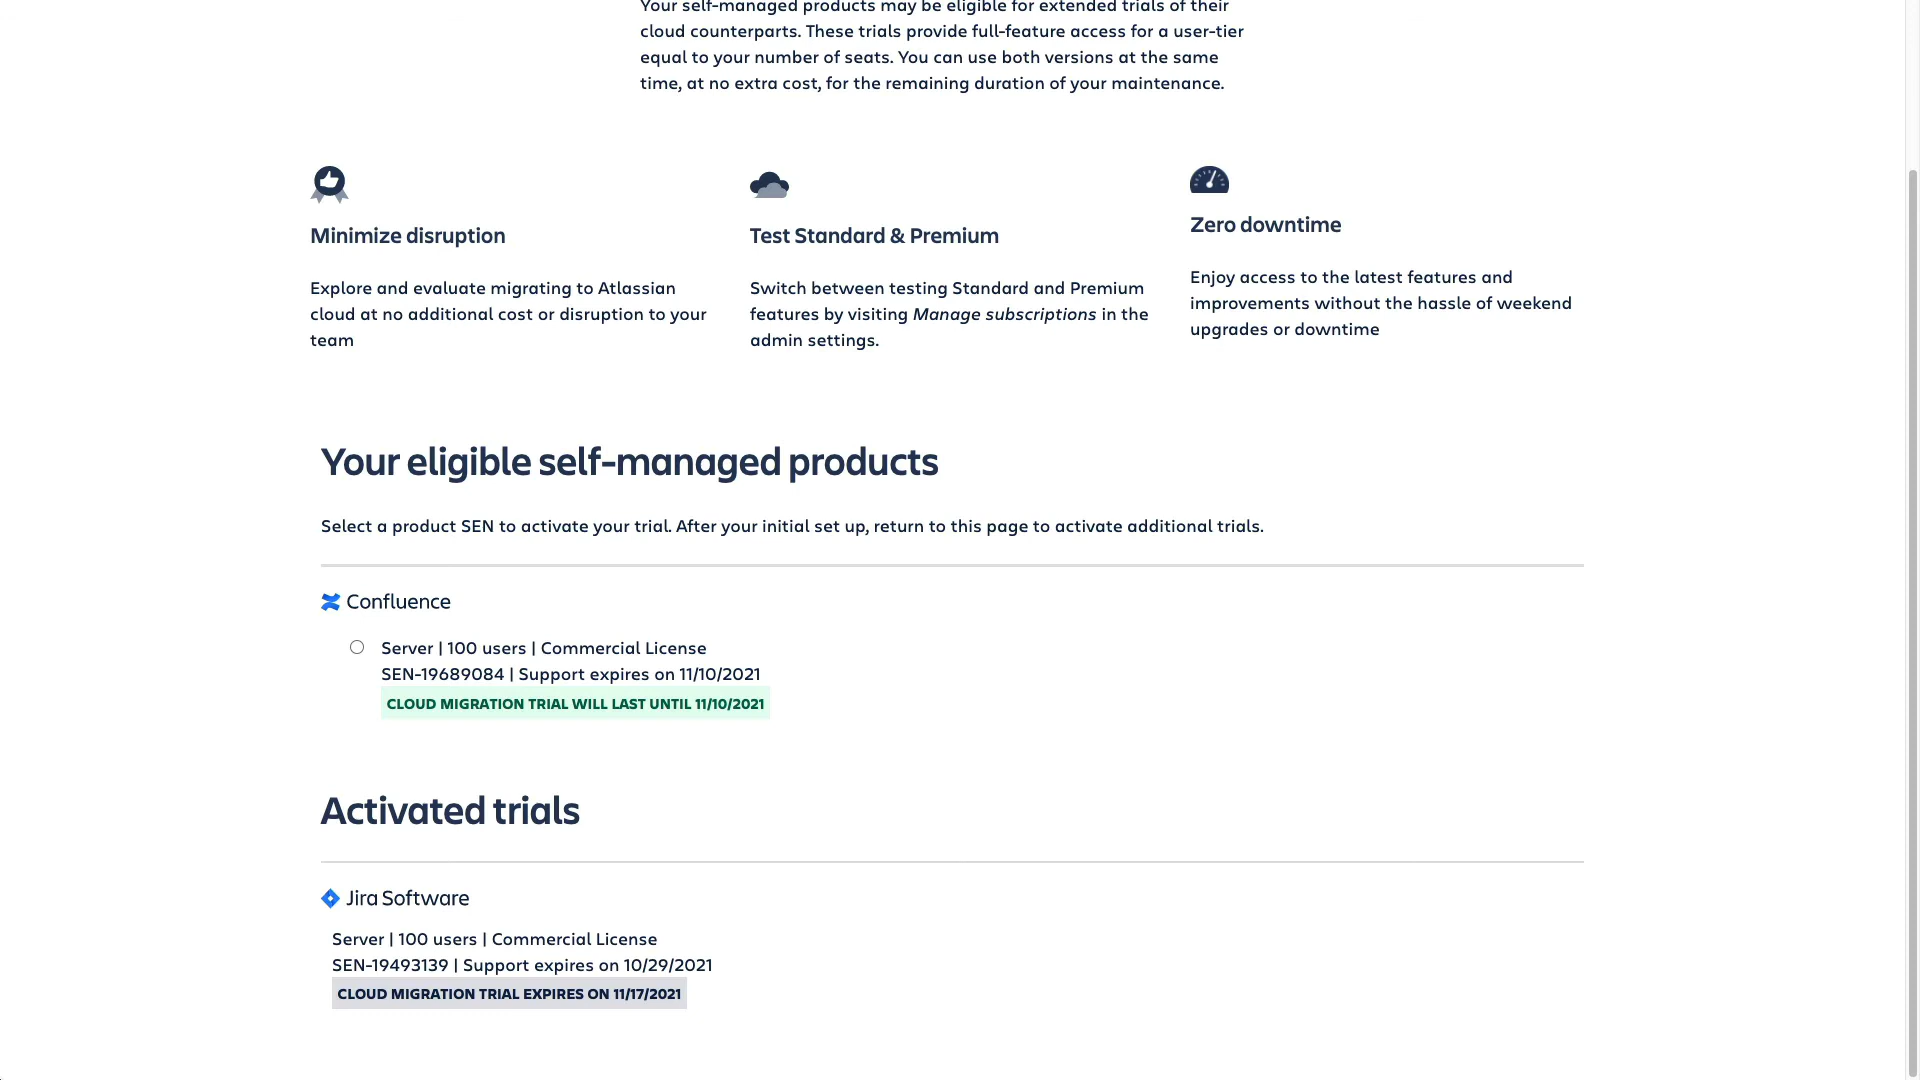 Your self-managed products may be eligible for extended trials of their
cloud counterparts. These trials provide full-feature access for a user-tier
equal to your number of seats. You can use both versions at the same
time, at no extra cost, for the remaining duration of your maintenance.
Minimize disruption
Explore and evaluate migrating to Atlassian
cloud at no additional cost or disruption to your
team
Test Standard & Premium
Switch between testing Standard and Premium
features by visiting Manage subscriptions in the
admin settings.
Zero downtime
Enjoy access to the latest features and
improvements without the hassle of weekend
upgrades or downtime
Your eligible self-managed products
Select a product SEN to activate your trial. After your initial set up, return to this page to activate additional trials.
Confluence
Server | 100 users | Commercial License
SEN-19689084 | Support expires on 11/10/2021
CLOUD MIGRATION TRIAL WILL LAST UNTIL 11/10/2021
Activated trials
Jira Software
Server | 100 users | Commercial License
SEN-19493139 | Support expires on 10/29/2021
CLOUD MIGRATION TRIAL EXPIRES ON 11/17/2021